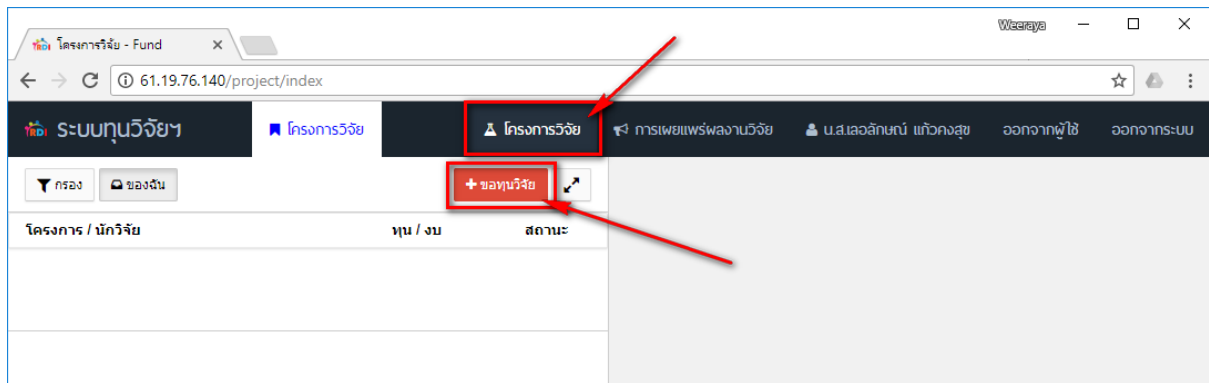 Weeraya
โครงการวิจัย - Fund
61.19.76.140/project/index
TRDI ระบบทุนวิจัยฯ โครงการวิจัย โครงการวิจัย การเผยแพร่ผลงานวิจัย น.ส.เลอลักษณ์ แก้วคงสุข ออกจากผู้ใช้ ออกจากระบบ
กรอง ของฉัน + ขอทุนวิจัย
โครงการ / นักวิจัย ทุน / งบ สถานะ